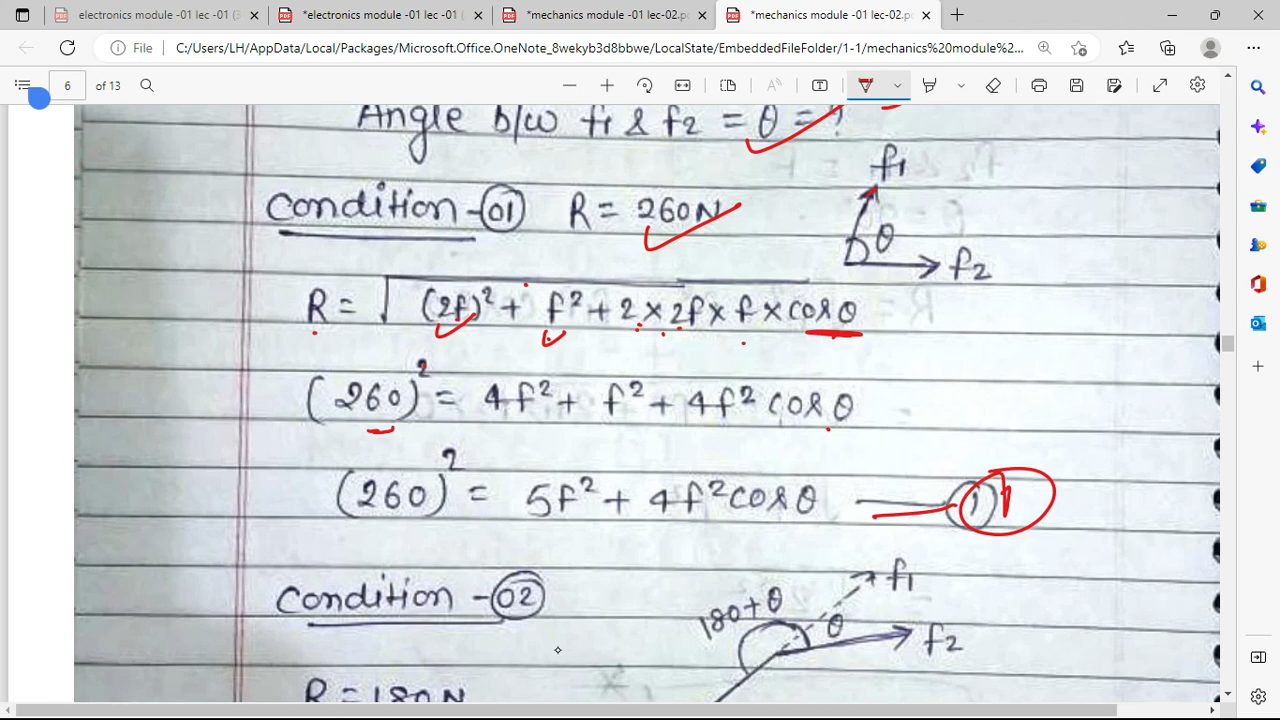 electronics module -01 lec -01 (
*electronics module -01 lec -01 (
*mechanics module -01 lec-02.pd
*mechanics module -01 lec-02.pd
File C:/Users/LH/AppData/Local/Packages/Microsoft.Office.OneNote_8wekyb3d8bbwe/LocalState/EmbeddedFileFolder/1-1/mechanics%20module%2...
6 of 13
Angle b/w f1 & f2 = θ = ?
f1
Condition-01 R = 260N
θ
f2
R = √(2f)² + f² + 2 × 2f × f × cosθ
(260)² = 4f² + f² + 4f² cosθ
(260)² = 5f² + 4f² cosθ — 1
Condition -02
f1
180+θ
θ
f2
R = 180N